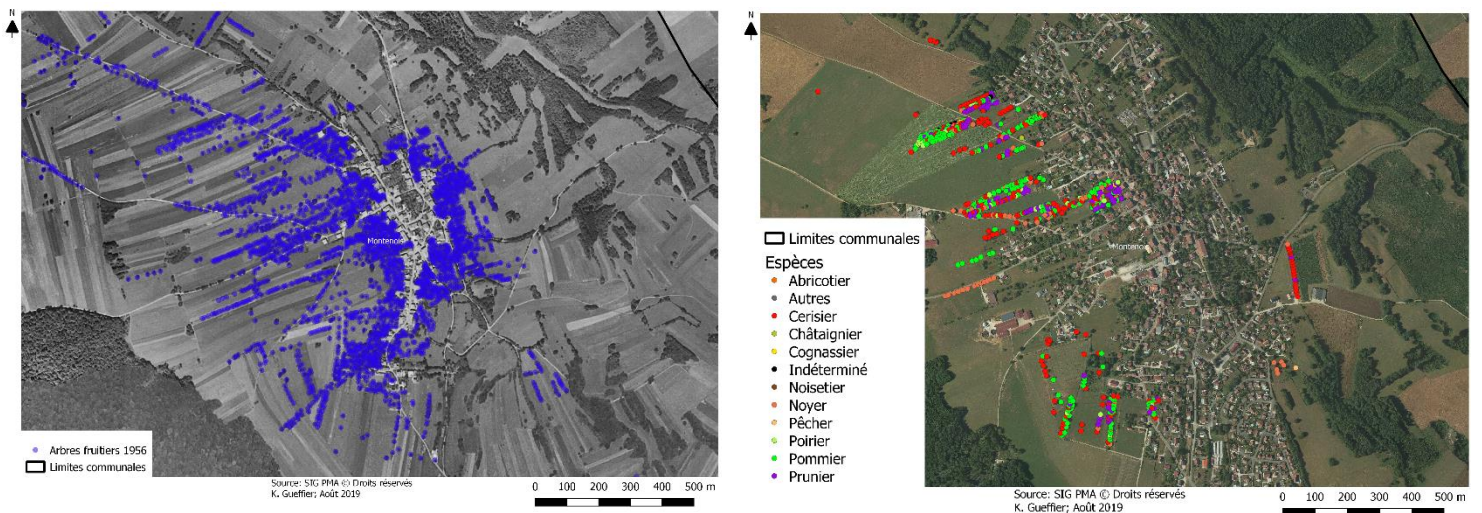 N
Montenois
Arbres fruitiers 1956
Limites communales
Source: SIG PMA © Droits réservés
K. Gueffier; Août 2019
0 100 200 300 400 500 m
N
Montenois
Limites communales
Espèces
Abricotier
Autres
Cerisier
Châtaignier
Cognassier
Indéterminé
Noisetier
Noyer
Pêcher
Poirier
Pommier
Prunier
Source: SIG PMA © Droits réservés
K. Gueffier; Août 2019
0 100 200 300 400 500 m